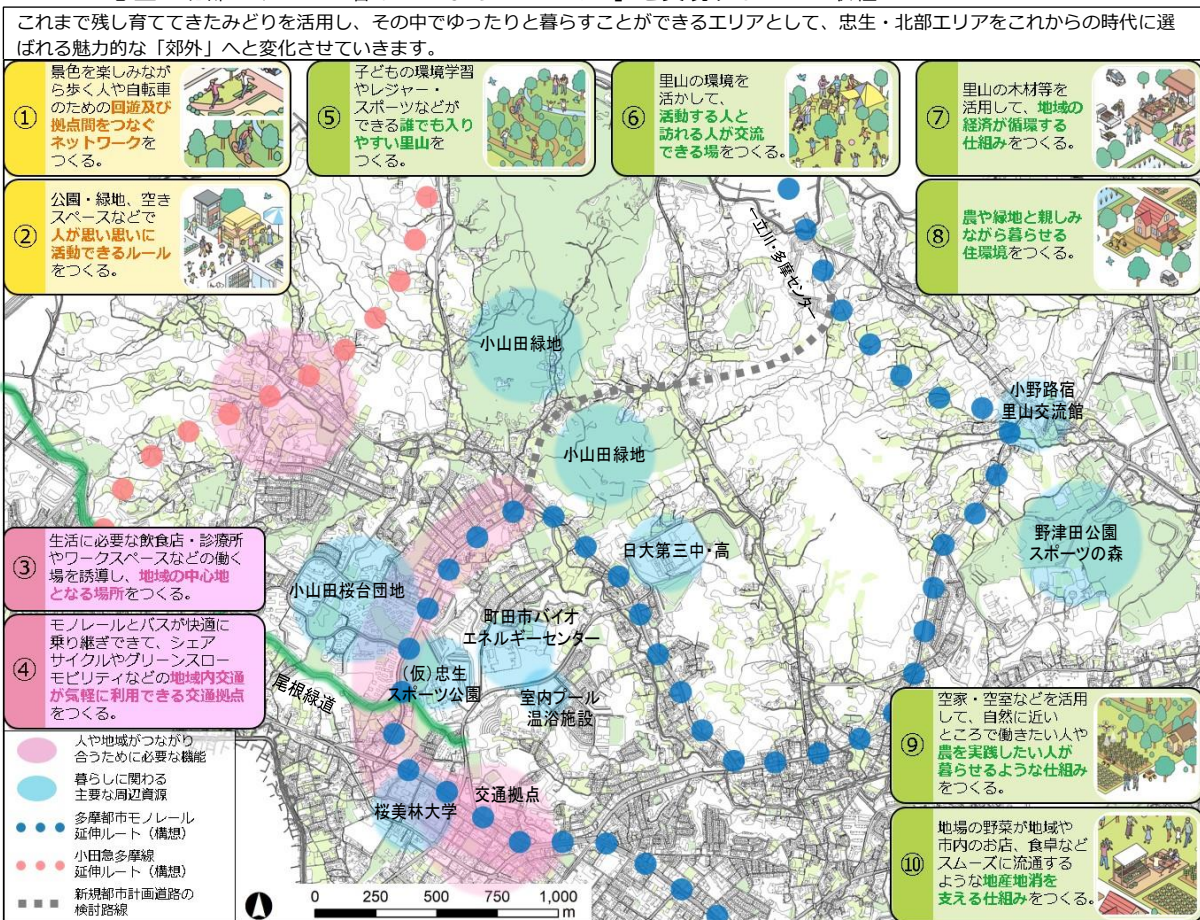 これまで残し育ててきたみどりを活用し、その中でゆったりと暮らすことができるエリアとして、忠生・北部エリアをこれからの時代に選
ばれる魅力的な「郊外」へと変化させていきます。
①
景色を楽しみなが
ら歩く人や自転車
のための回遊及び
拠点間をつなぐ
ネットワークを
つくる。
⑤
子どもの環境学習
やレジャー・
スポーツなどが
できる誰でも入り
やすい里山を
つくる。
⑥
里山の環境を
活かして、
活動する人と
訪れる人が交流
できる場をつくる。
⑦
里山の木材等を
活用して、地域の
経済が循環する
仕組みをつくる。
②
公園・緑地、空き
スペースなどで
人が思い思いに
活動できるルール
をつくる。
⑧
農や緑地と親しみ
ながら暮らせる
住環境をつくる。
―立川・多摩センター
小山田緑地
小山田緑地
小野路宿
里山交流館
野津田公園
スポーツの森
日大第三中・高
③
生活に必要な飲食店・診療所
やワークスペースなどの働く
場を誘導し、地域の中心地
となる場所をつくる。
小山田桜台団地
町田市バイオ
エネルギーセンター
④
モノレールとバスが快適に
乗り継ぎできて、シェア
サイクルやグリーンスロー
モビリティなどの地域内交通
が気軽に利用できる交通拠点
をつくる。
(仮)忠生
スポーツ公園
尾根緑道
室内プール
温浴施設
桜美林大学
交通拠点
⑨
空家・空室などを活用
して、自然に近い
ところで働きたい人や
農を実践したい人が
暮らせるような仕組み
をつくる。
⑩
地場の野菜が地域や
市内のお店、食卓など
スムーズに流通する
ような地産地消を
支える仕組みをつくる。
人や地域がつながり
合うために必要な機能
暮らしに関わる
主要な周辺資源
多摩都市モノレール
延伸ルート（構想）
小田急多摩線
延伸ルート（構想）
新規都市計画道路の
検討路線
0 250 500 750 1,000
m